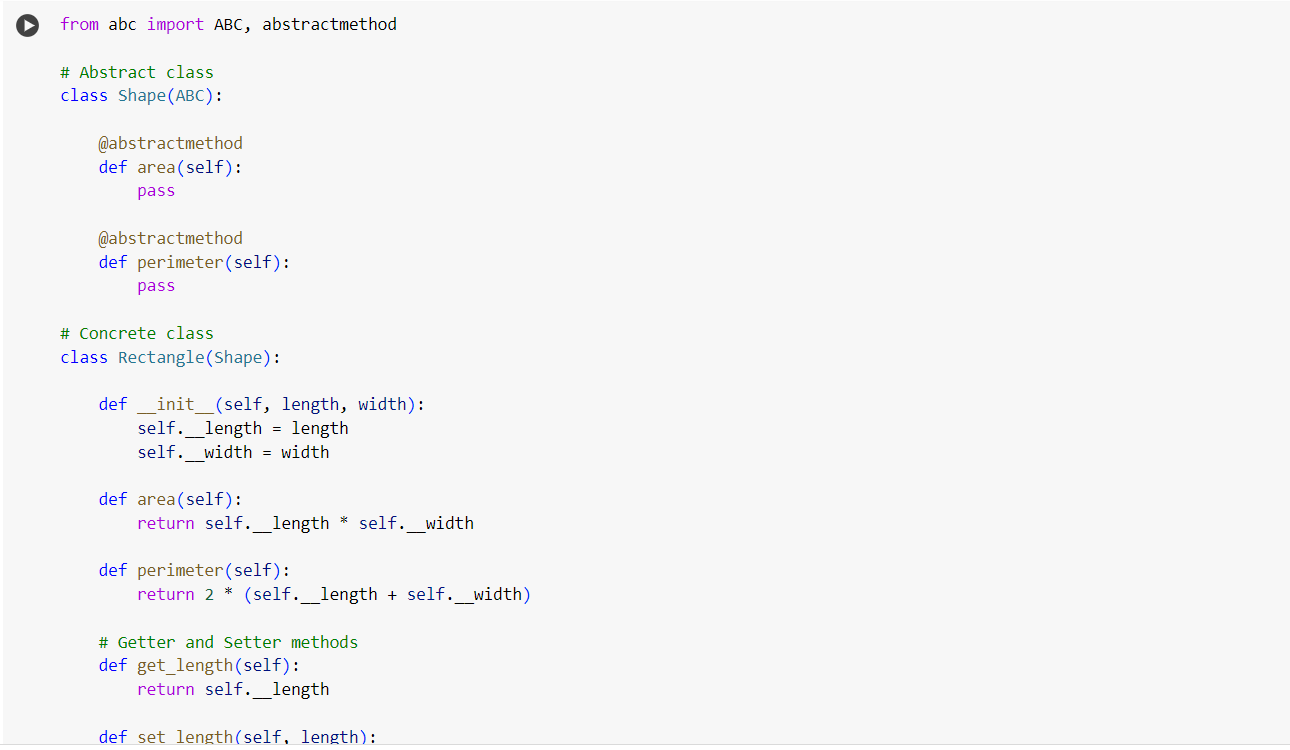 from abc import ABC, abstractmethod
# Abstract class
class Shape(ABC):
@abstractmethod
def area(self):
pass
@abstractmethod
def perimeter(self):
pass
# Concrete class
class Rectangle(Shape):
def __init__(self, length, width):
self.__length = length
self.__width = width
def area(self):
return self.__length * self.__width
def perimeter(self):
return 2 * (self.__length + self.__width)
# Getter and Setter methods
def get_length(self):
return self.__length
def set_length(self, length):